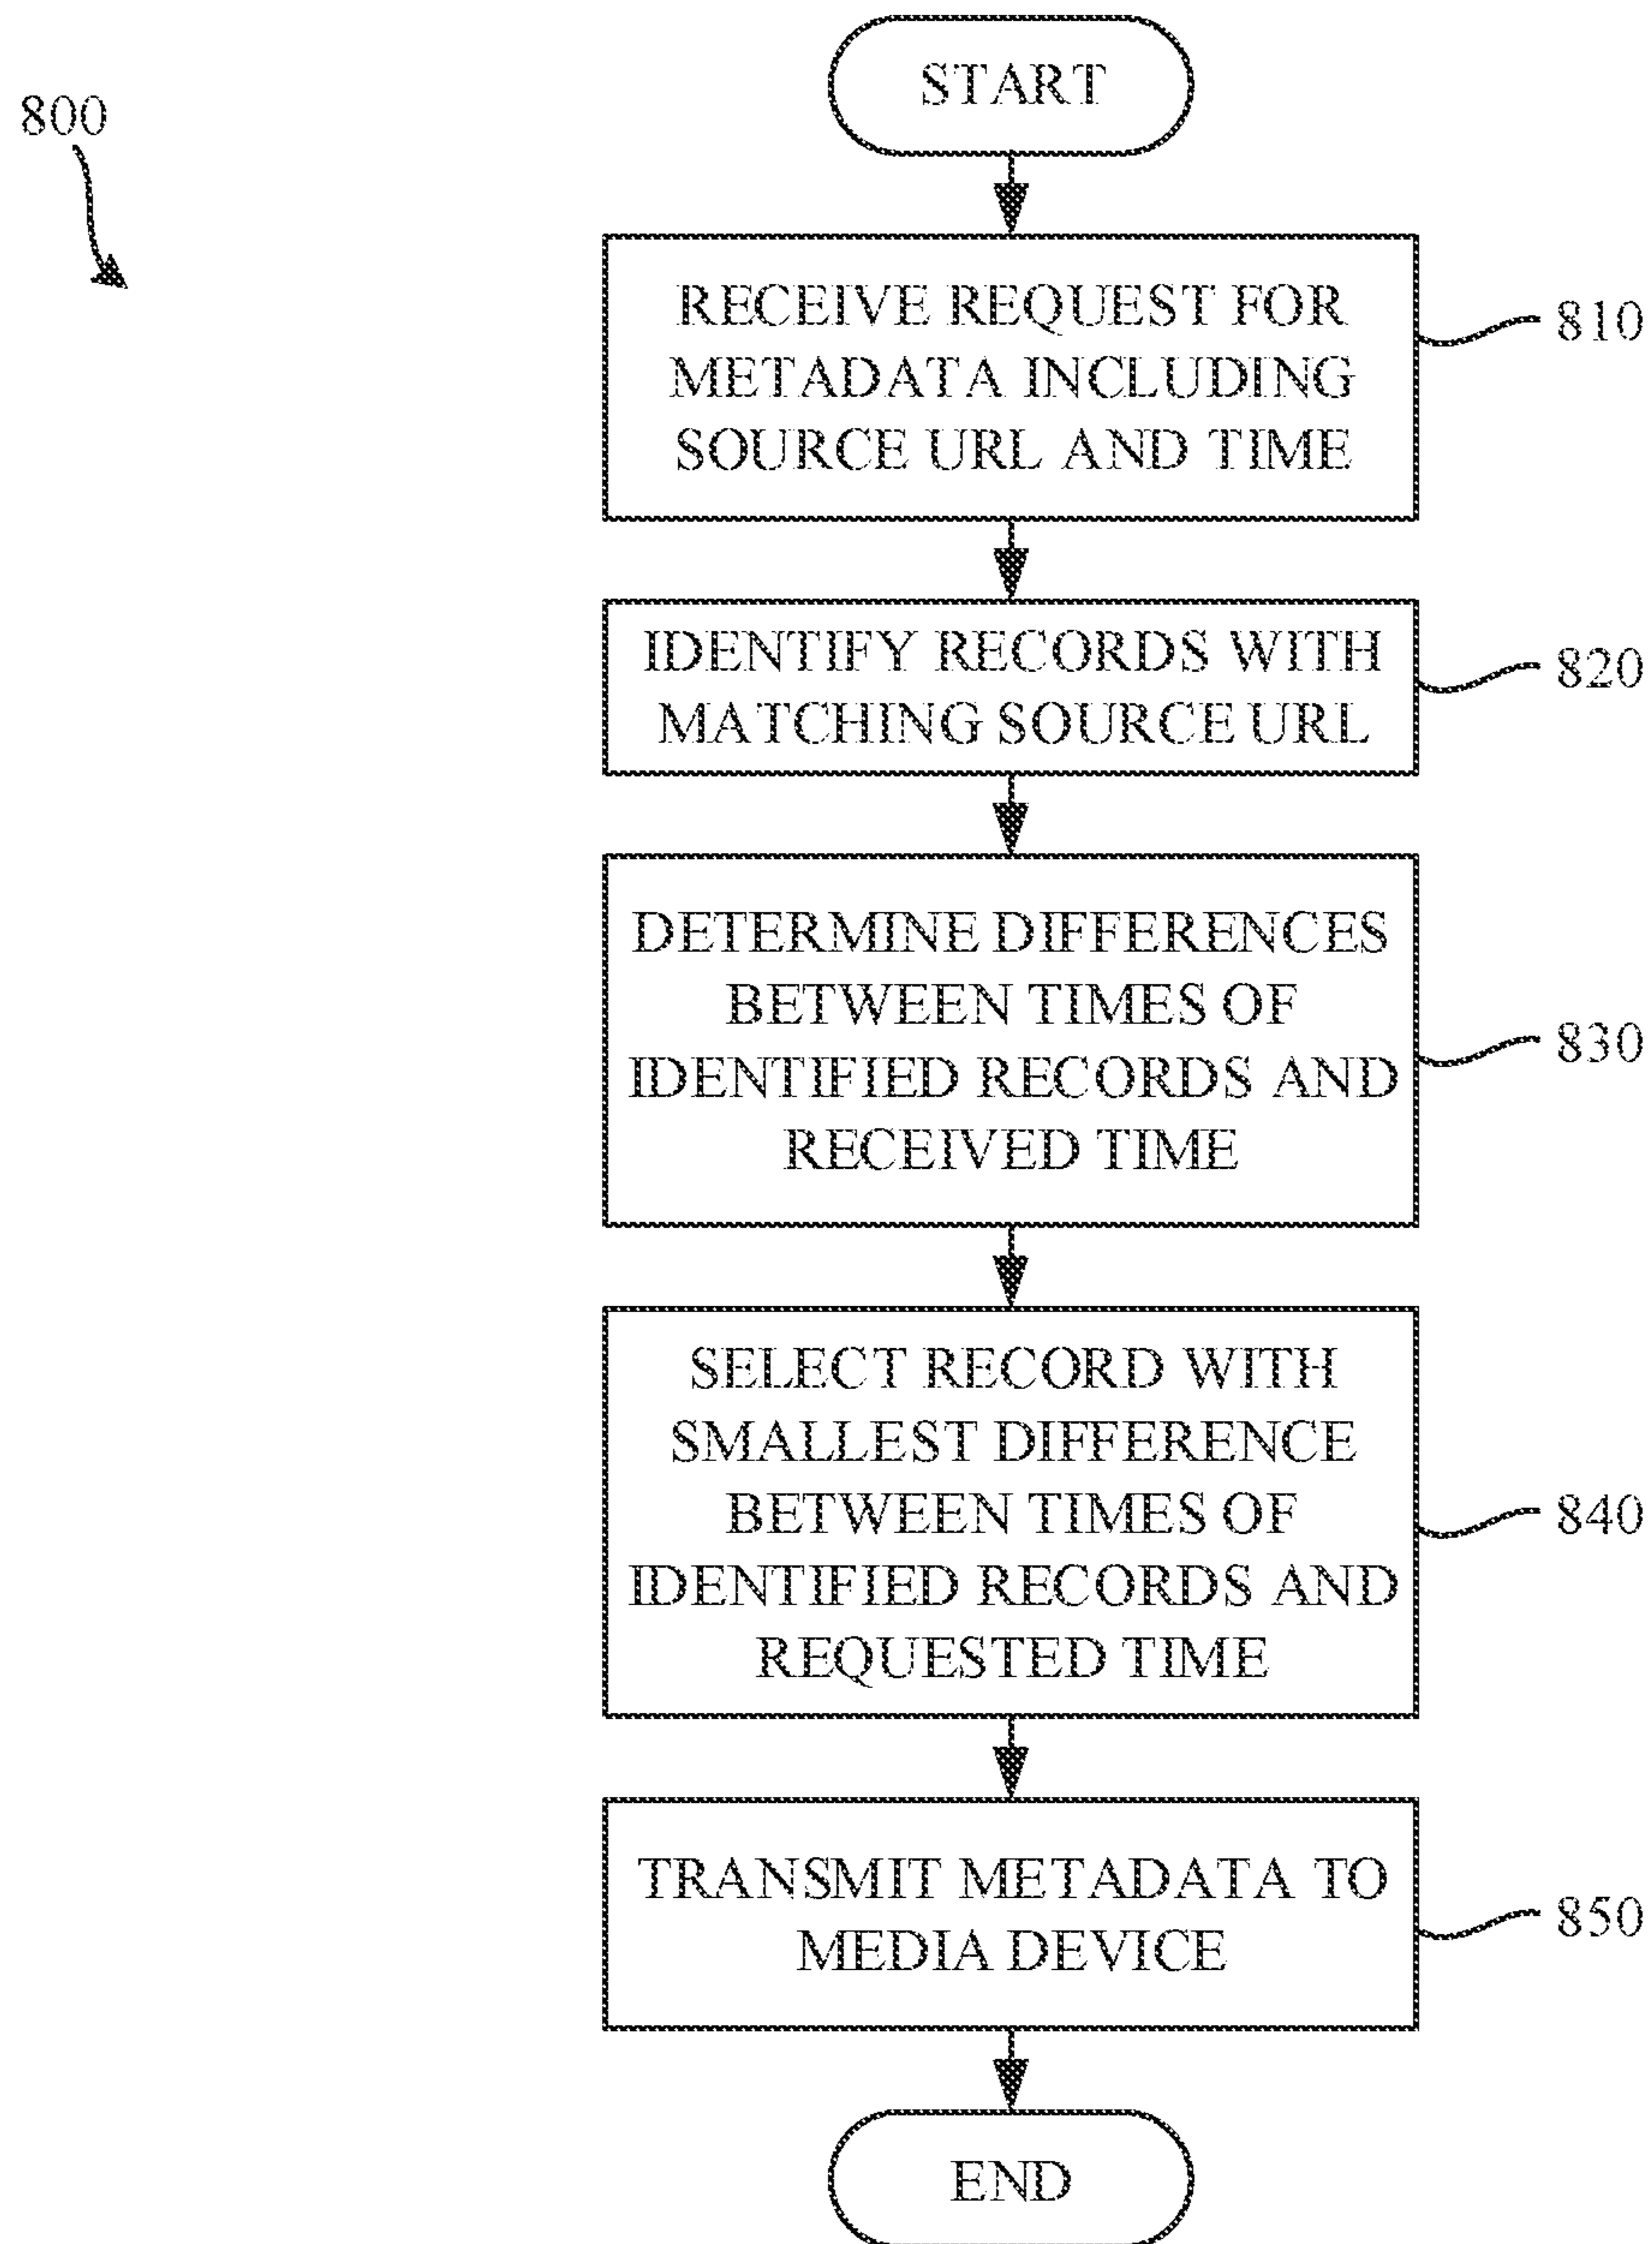 800
START
RECEIVE REQUEST FOR
METADATA INCLUDING
SOURCE URL AND TIME
810
IDENTIFY RECORDS WITH
MATCHING SOURCE URL
820
DETERMINE DIFFERENCES
BETWEEN TIMES OF
IDENTIFIED RECORDS AND
RECEIVED TIME
830
SELECT RECORD WITH
SMALLEST DIFFERENCE
BETWEEN TIMES OF
IDENTIFIED RECORDS AND
REQUESTED TIME
840
TRANSMIT METADATA TO
MEDIA DEVICE
850
END